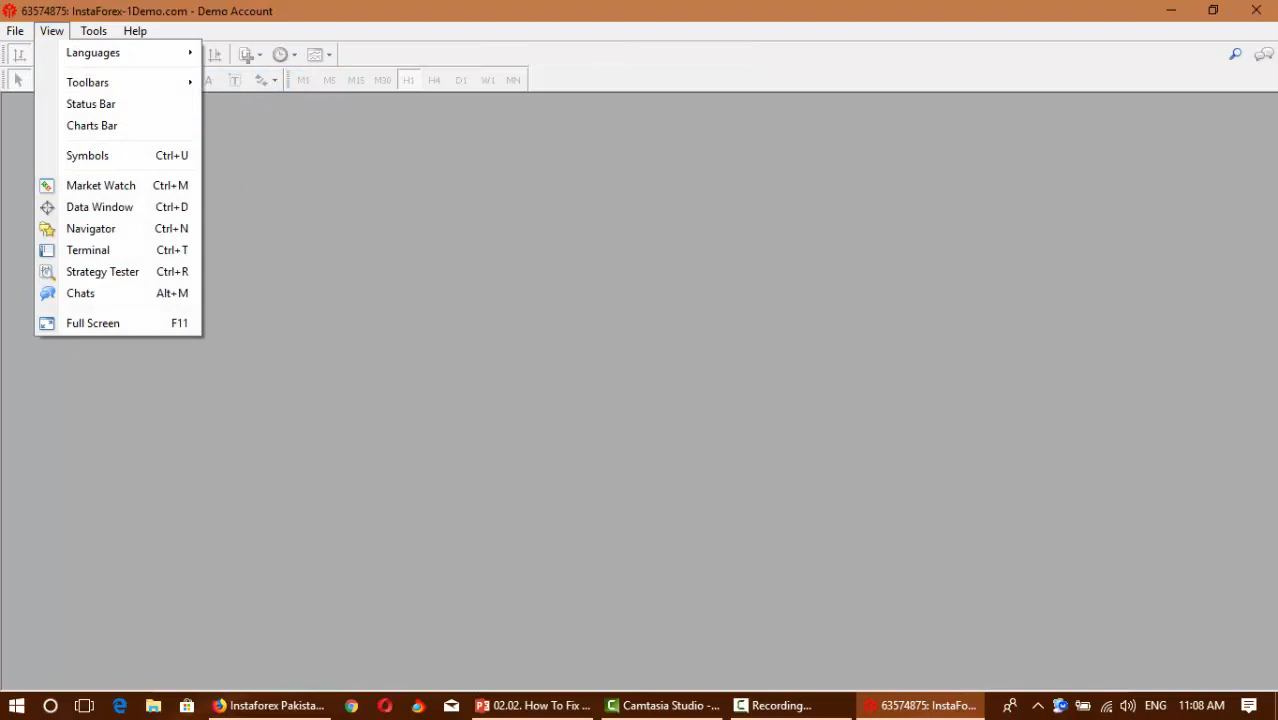 63574875: InstaForex-1Demo.com - Demo Account
File View Tools Help
A T M1 M5 M15 M30 H1 H4 D1 W1 MN
Languages
Toolbars
Status Bar
Charts Bar
Symbols Ctrl+U
Market Watch Ctrl+M
Data Window Ctrl+D
Navigator Ctrl+N
Terminal Ctrl+T
Strategy Tester Ctrl+R
Chats Alt+M
Full Screen F11
Instaforex Pakista... 02.02. How To Fix ... Camtasia Studio -... Recording... 63574875: InstaFo... ENG 11:08 AM